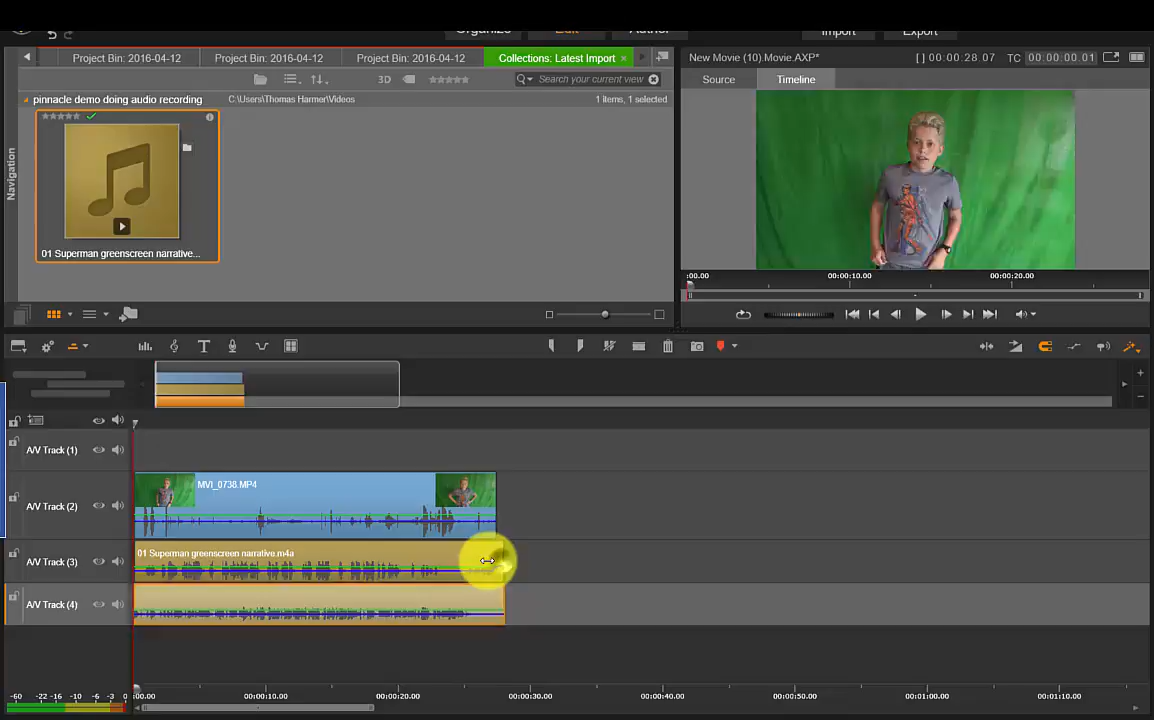 Organize Edit Author Import Export
Project Bin: 2016-04-12 Project Bin: 2016-04-12 Project Bin: 2016-04-12 Collections: Latest Import ×
New Movie (10).Movie.AXP* [ ] 00:00:28.07 TC 00:00:00.01
3D Search your current view
Source Timeline
pinnacle demo doing audio recording C:\Users\Thomas Harmer\Videos 1 items, 1 selected
Navigation
01 Superman greenscreen narrative...
:00.00 00:00:10.00 00:00:20.00
A/V Track (1)
MVI_0738.MP4
A/V Track (2)
01 Superman greenscreen narrative.m4a
A/V Track (3)
A/V Track (4)
-60 -22 -16 -10 -6 -3 0 :00.00 00:00:10.00 00:00:20.00 00:00:30.00 00:00:40.00 00:00:50.00 00:01:00.00 00:01:10.00